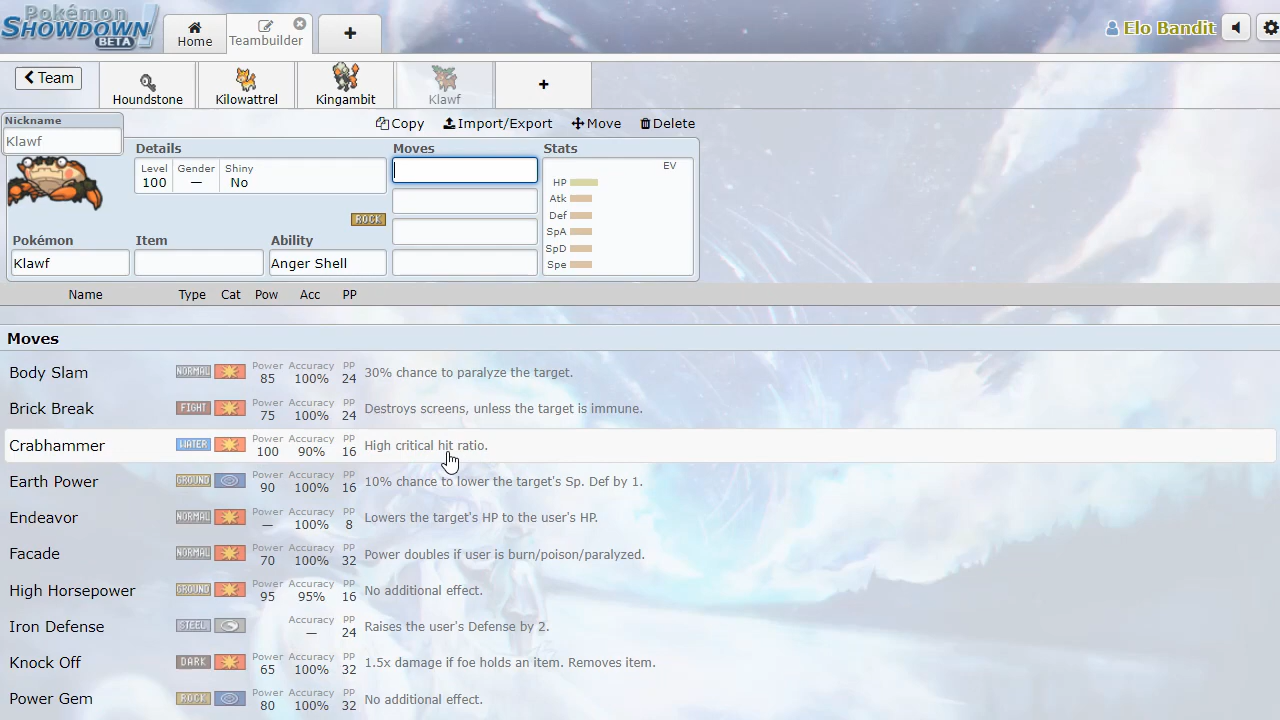 Pokémon
SHOWDOWN!
BETA
Home
Teambuilder
+
Elo Bandit
Team
Houndstone
Kilowattrel
Kingambit
Klawf
+
Nickname
Klawf
Copy
Import/Export
Move
Delete
Details
Moves
Stats
Level
Gender
Shiny
100
—
No
EV
HP
Atk
Def
SpA
SpD
Spe
ROCK
Pokémon
Item
Ability
Klawf
Anger Shell
Name Type Cat Pow Acc PP
Moves
Body Slam NORMAL Power 85 Accuracy 100% PP 24 30% chance to paralyze the target.
Brick Break FIGHT Power 75 Accuracy 100% PP 24 Destroys screens, unless the target is immune.
Crabhammer WATER Power 100 Accuracy 90% PP 16 High critical hit ratio.
Earth Power GROUND Power 90 Accuracy 100% PP 16 10% chance to lower the target's Sp. Def by 1.
Endeavor NORMAL Power — Accuracy 100% PP 8 Lowers the target's HP to the user's HP.
Facade NORMAL Power 70 Accuracy 100% PP 32 Power doubles if user is burn/poison/paralyzed.
High Horsepower GROUND Power 95 Accuracy 95% PP 16 No additional effect.
Iron Defense STEEL Accuracy — PP 24 Raises the user's Defense by 2.
Knock Off DARK Power 65 Accuracy 100% PP 32 1.5x damage if foe holds an item. Removes item.
Power Gem ROCK Power 80 Accuracy 100% PP 32 No additional effect.